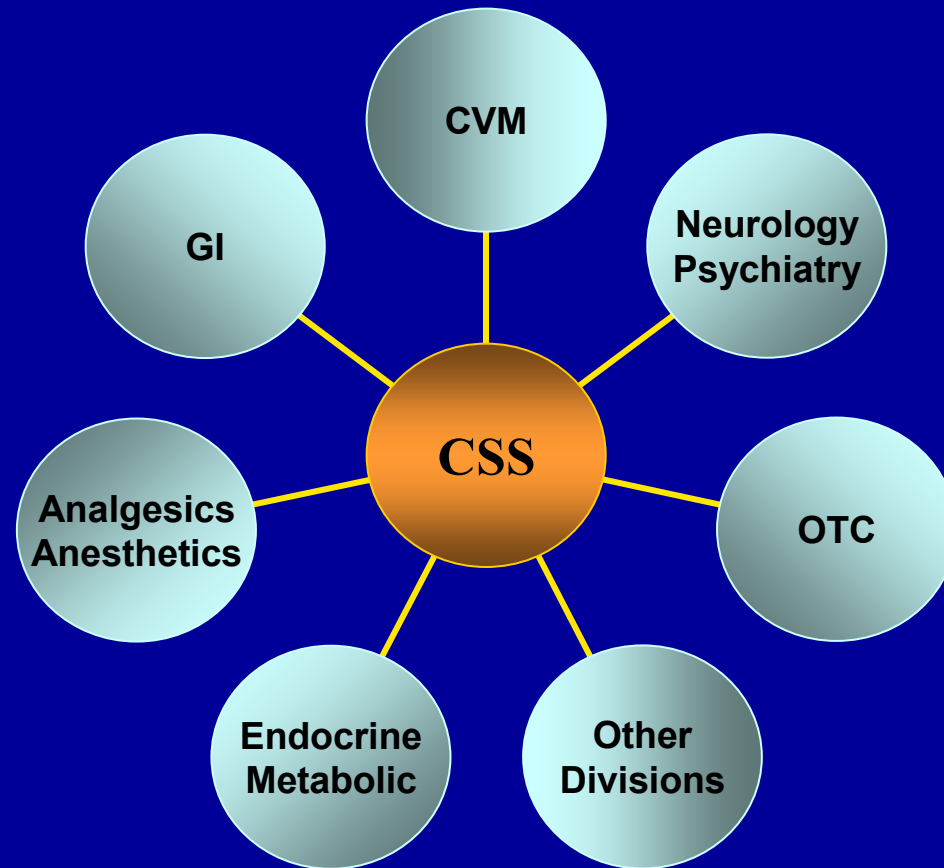 CVM
GI
Neurology
Psychiatry
CSS
Analgesics
Anesthetics
OTC
Endocrine
Metabolic
Other
Divisions